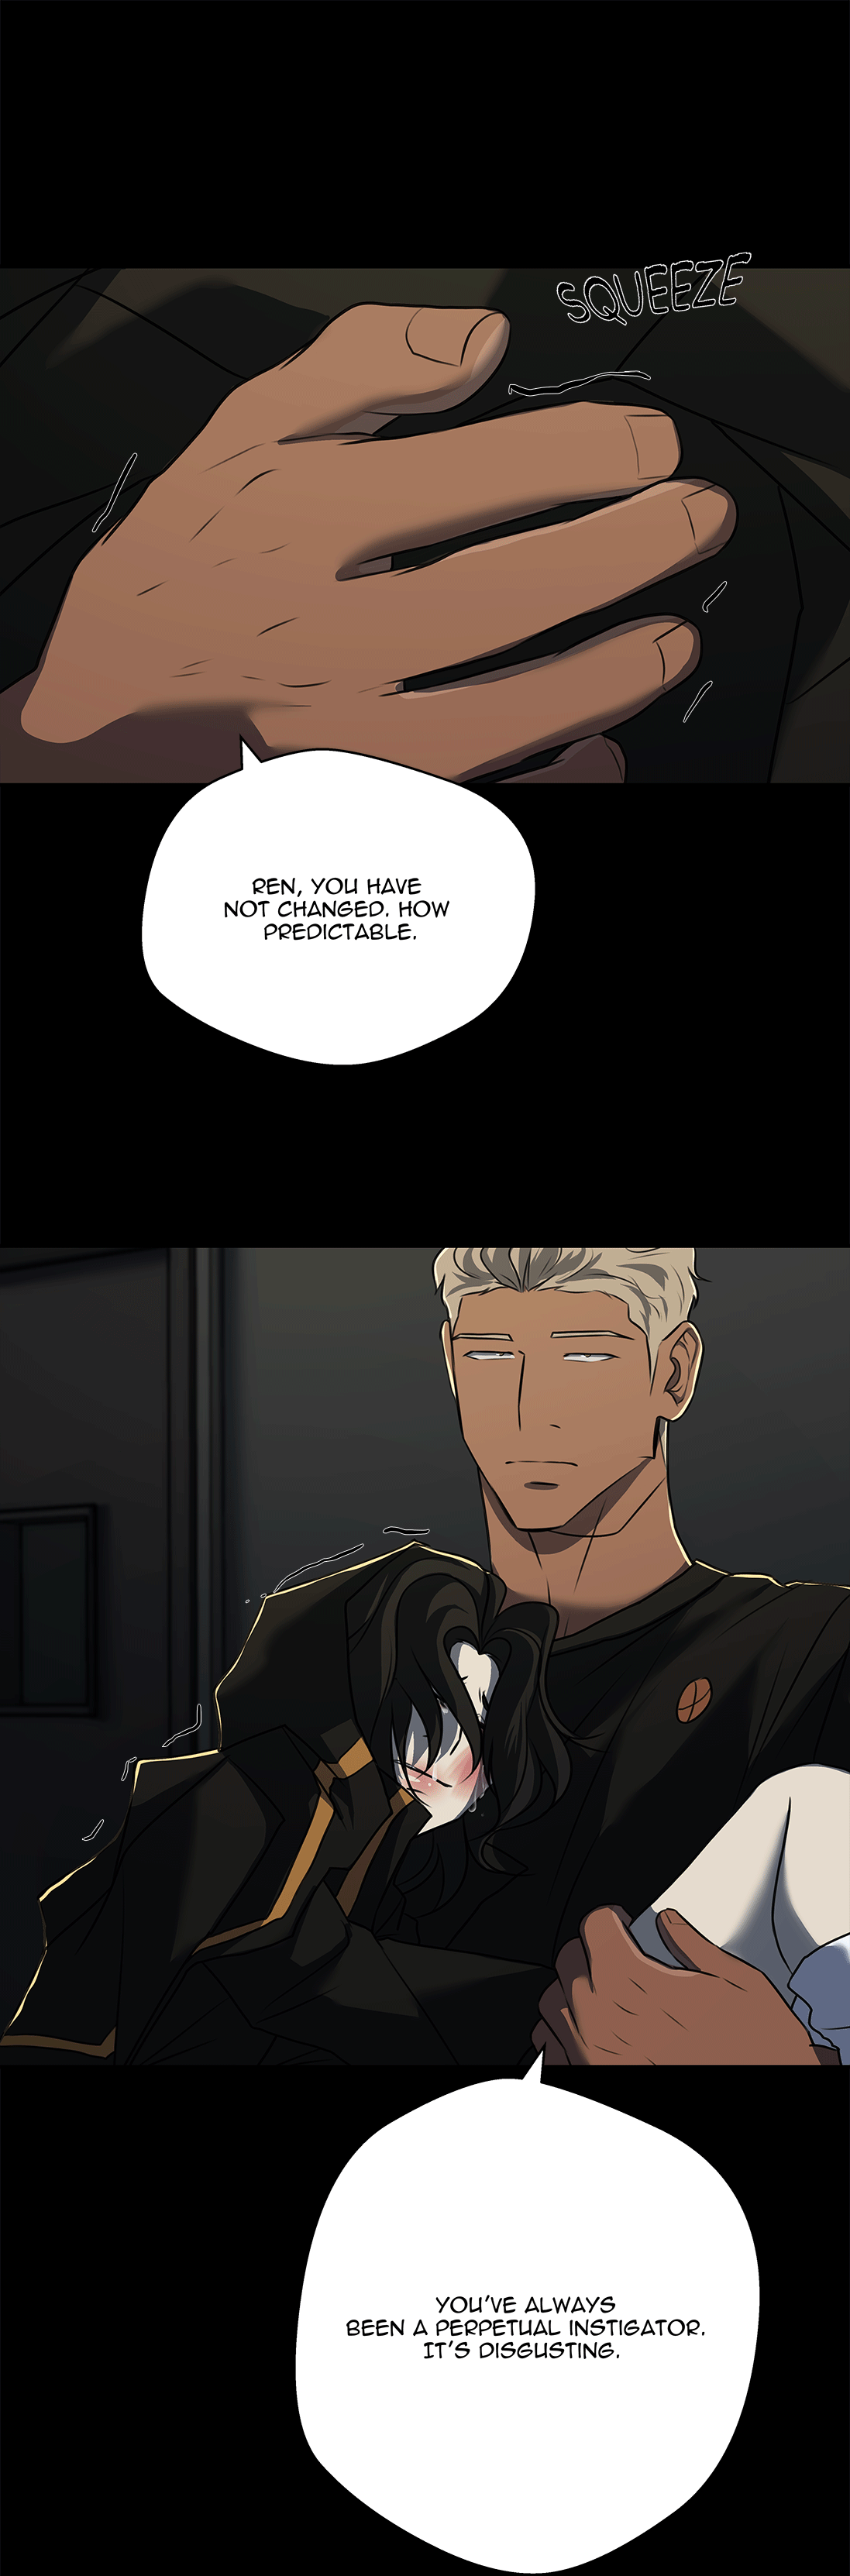 SQUEEZE
REN, YOU HAVE
NOT CHANGED. HOW
PREDICTABLE.
YOU'VE ALWAYS
BEEN A PERPETUAL INSTIGATOR.
IT'S DISGUSTING.